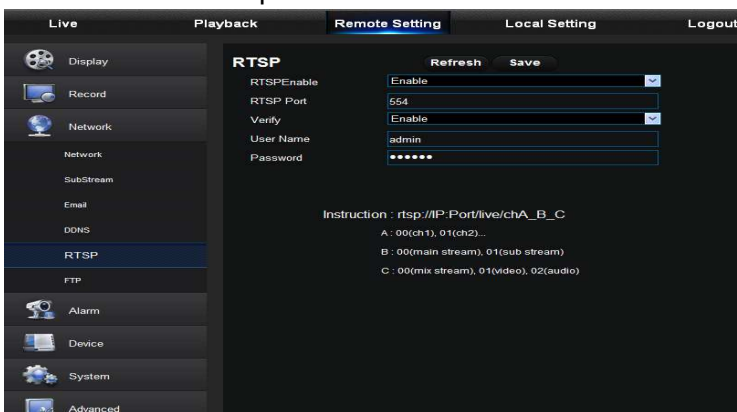 Live Playback Remote Setting Local Setting Logout
Display
Record
Network
Network
SubStream
Email
DDNS
RTSP
FTP
Alarm
Device
System
Advanced
RTSP Refresh Save
RTSPEnable Enable
RTSP Port 554
Verify Enable
User Name admin
Password ••••••
Instruction : rtsp://IP:Port/live/chA_B_C
A : 00(ch1), 01(ch2)...
B : 00(main stream), 01(sub stream)
C : 00(mix stream), 01(video), 02(audio)